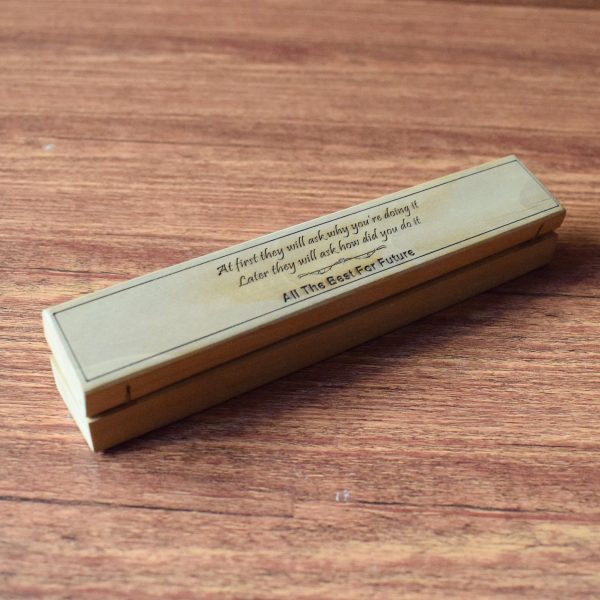 At first they will ask why you're doing it
Later they will ask how did you do it
All The Best For Future